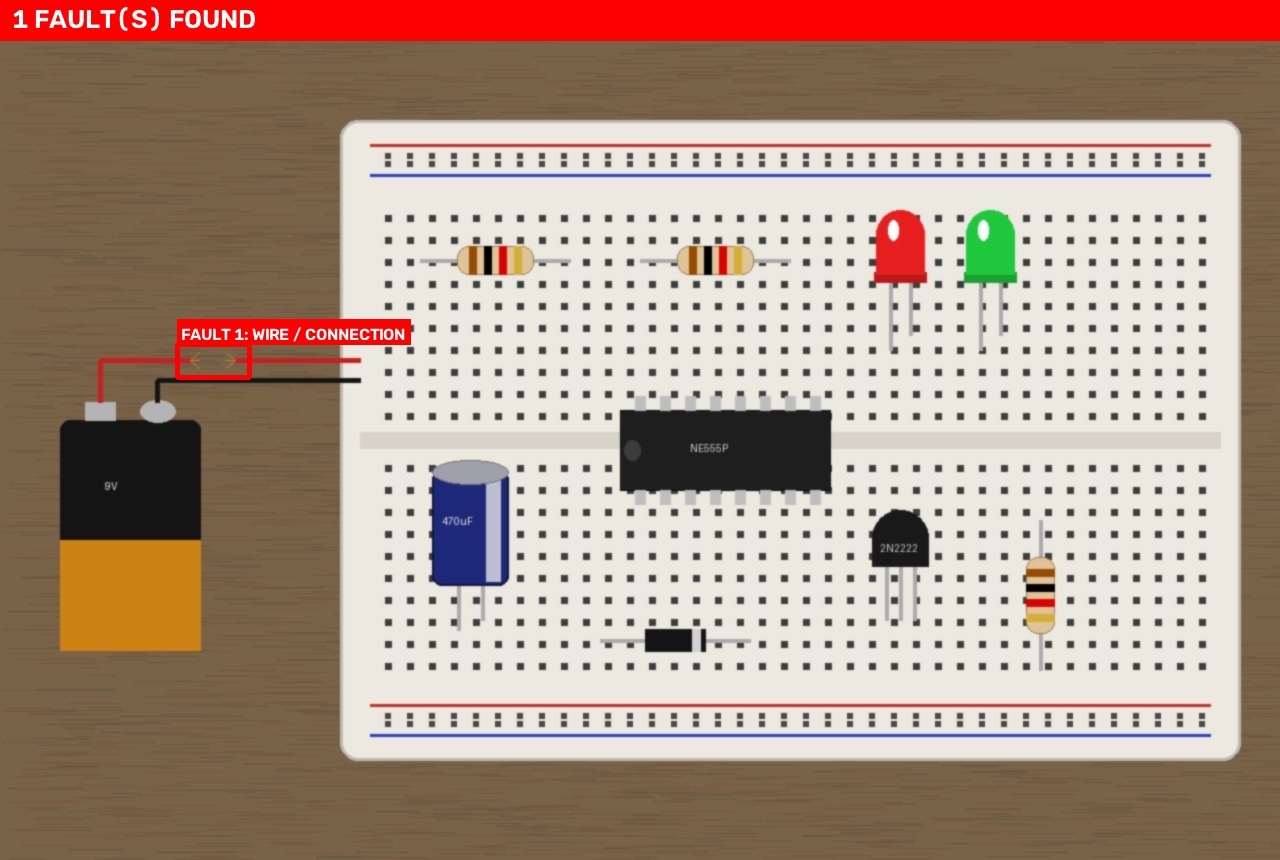 1 FAULT(S) FOUND
FAULT 1: WIRE / CONNECTION
NE555P
9V
470uF
2N2222